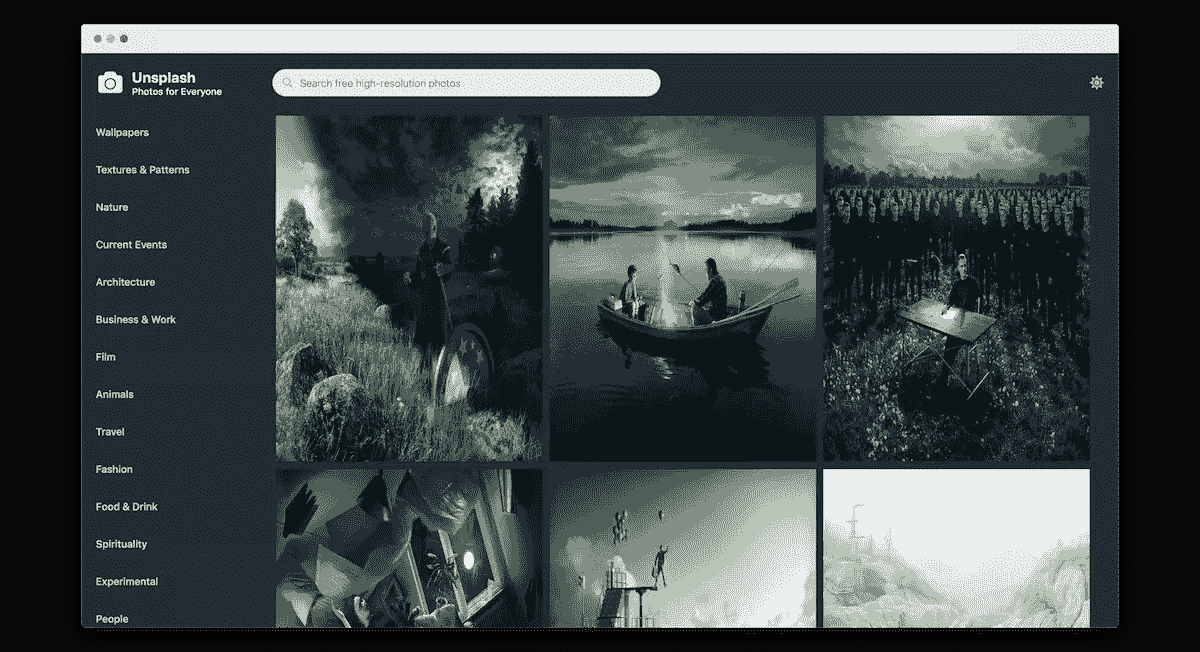 Unsplash
Photos for Everyone
Search free high-resolution photos
Wallpapers
Textures & Patterns
Nature
Current Events
Architecture
Business & Work
Film
Animals
Travel
Fashion
Food & Drink
Spirituality
Experimental
People